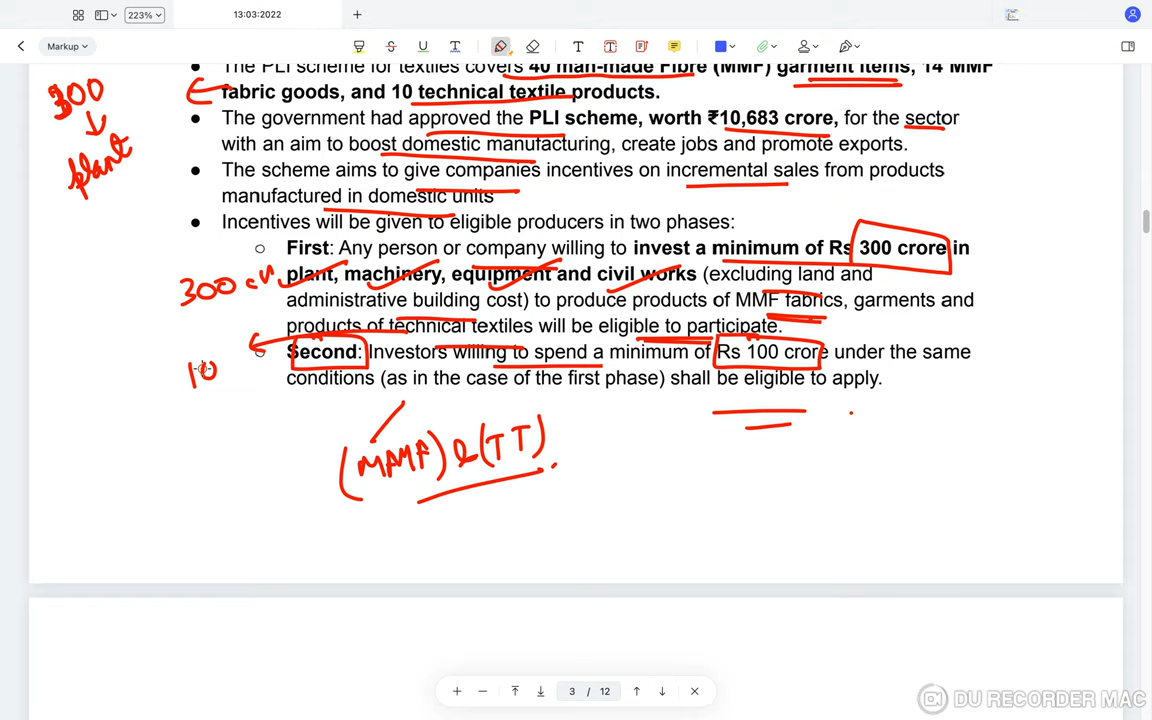 223%
13:03:2022
Markup
The PLI scheme for textiles covers 40 man-made Fibre (MMF) garment items, 14 MMF
fabric goods, and 10 technical textile products.
● The government had approved the PLI scheme, worth ₹10,683 crore, for the sector
with an aim to boost domestic manufacturing, create jobs and promote exports.
● The scheme aims to give companies incentives on incremental sales from products
manufactured in domestic units
● Incentives will be given to eligible producers in two phases:
○ First: Any person or company willing to invest a minimum of Rs 300 crore in
plant, machinery, equipment and civil works (excluding land and
administrative building cost) to produce products of MMF fabrics, garments and
products of technical textiles will be eligible to participate.
○ Second: Investors willing to spend a minimum of Rs 100 crore under the same
conditions (as in the case of the first phase) shall be eligible to apply.
300
plant
300 cr
10
(MMF) & (TT)
3 / 12
DU RECORDER MAC